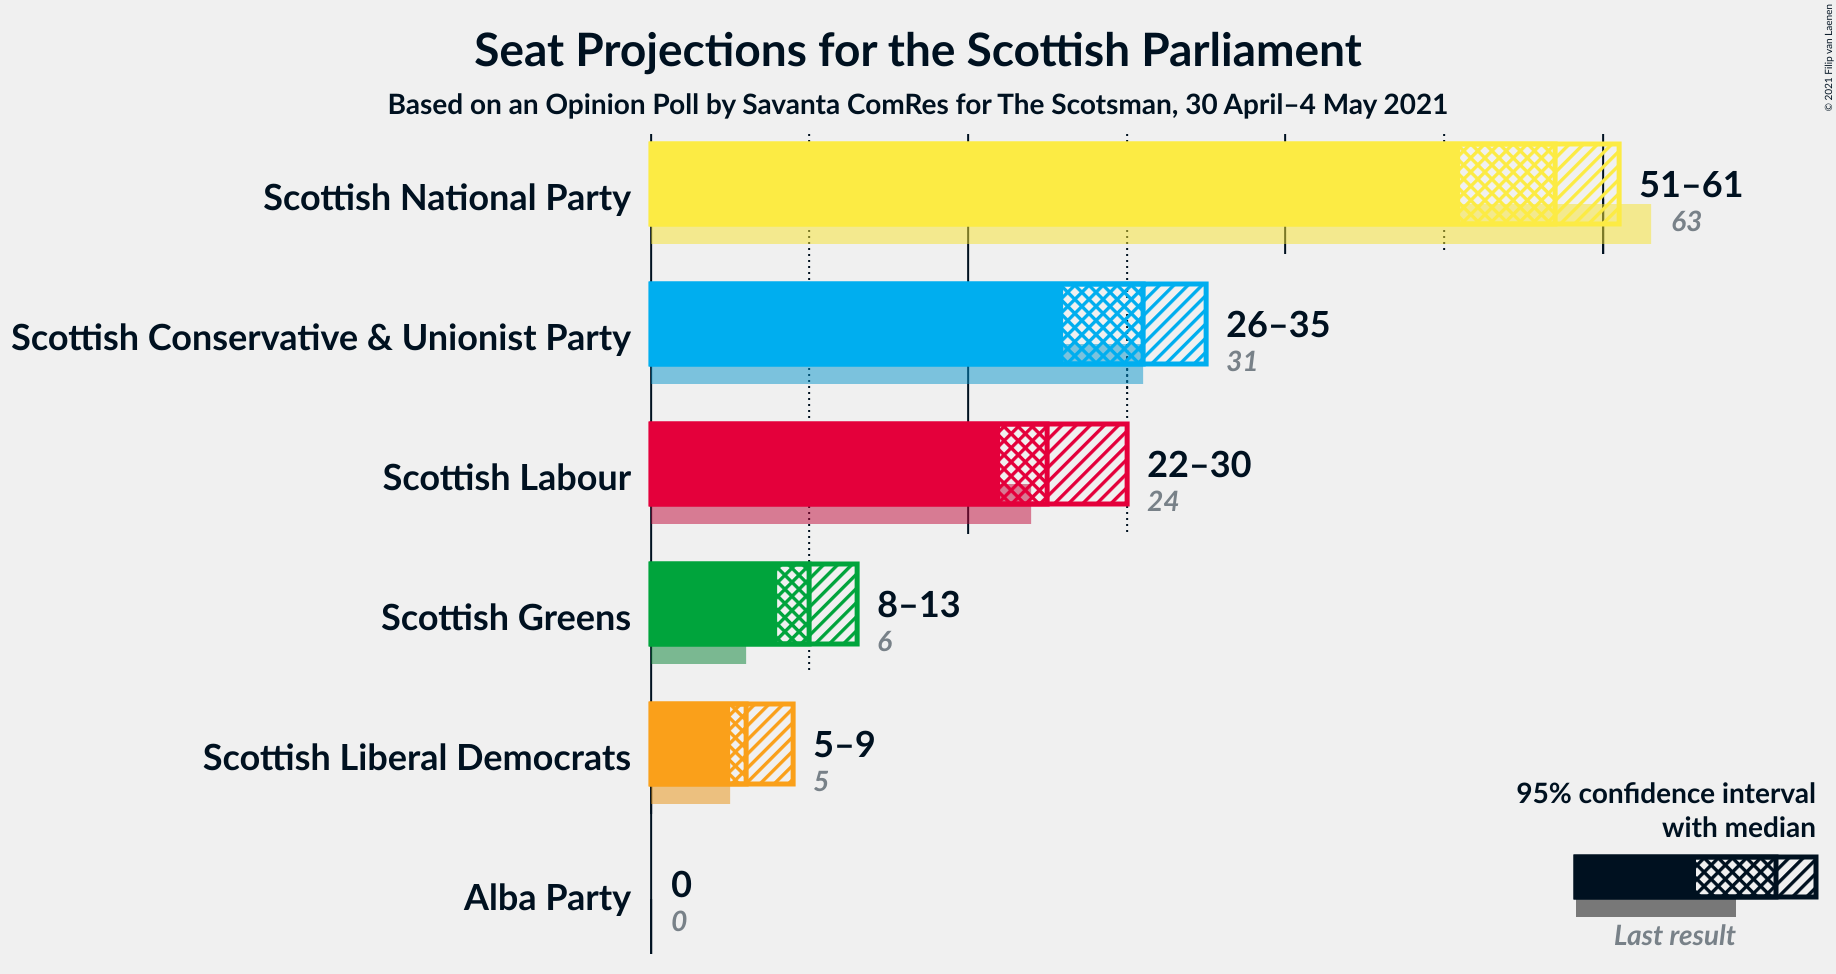 Seat Projections for the Scottish Parliament
Based on an Opinion Poll by Savanta ComRes for The Scotsman, 30 April–4 May 2021
© 2021 Filip van Laenen
Scottish National Party
51–61
63
Scottish Conservative & Unionist Party
26–35
31
Scottish Labour
22–30
24
Scottish Greens
8–13
6
Scottish Liberal Democrats
5–9
5
Alba Party
0
0
95% confidence interval
with median
Last result